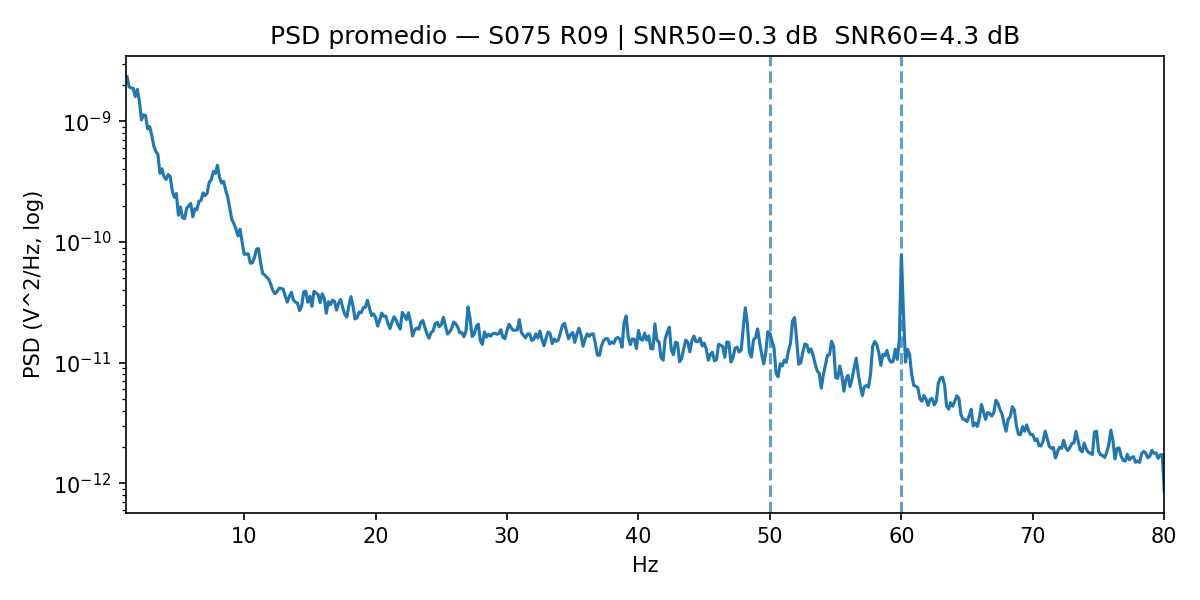 PSD promedio — S075 R09 | SNR50=0.3 dB  SNR60=4.3 dB
PSD (V^2/Hz, log)
10⁻⁹
10⁻¹⁰
10⁻¹¹
10⁻¹²
10 20 30 40 50 60 70 80
Hz